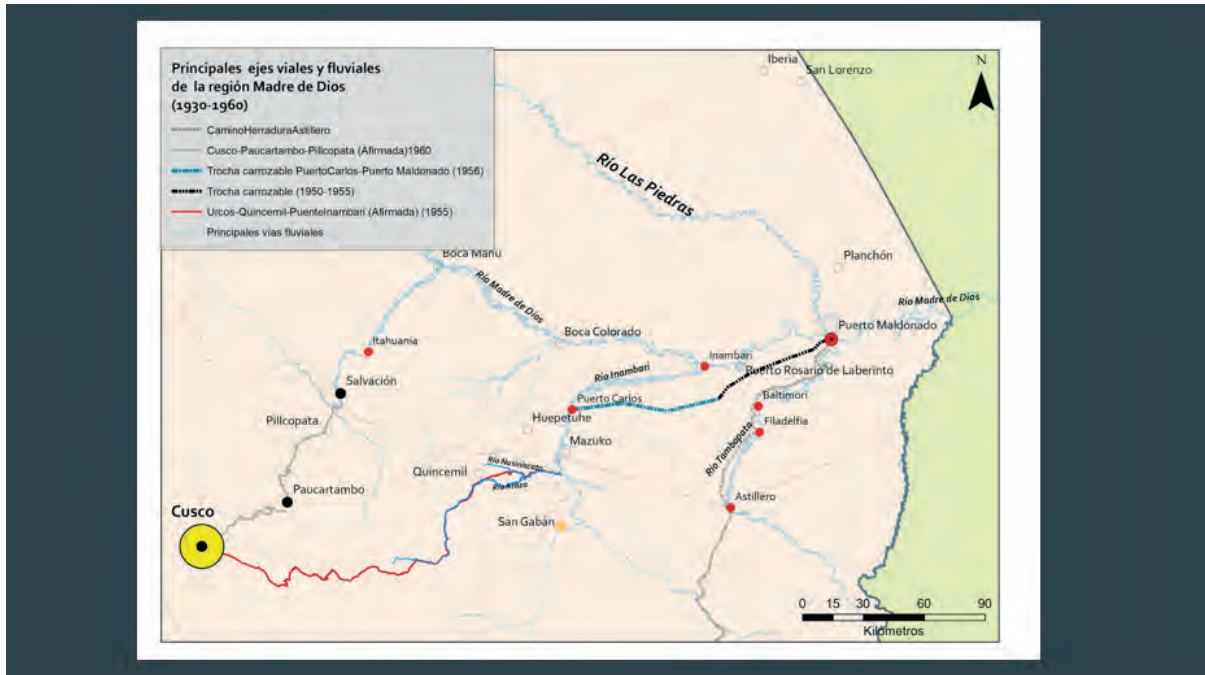 Principales ejes viales y fluviales
de la región Madre de Dios
(1930-1960)
CaminoHerraduraAstillero
Cusco-Paucartambo-Pillcopata (Afirmada)1960
Trocha carrozable PuertoCarlos-Puerto Maldonado (1956)
Trocha carrozable (1950-1955)
Urcos-Quincemil-PuenteInambari (Afirmada) (1955)
Principales vías fluviales
Iberia
San Lorenzo
N
Río Las Piedras
Boca Manu
Planchón
Río Madre de Dios
Río Madre de Dios
Boca Colorado
Puerto Maldonado
Itahuania
Inambari
Río Inambari
Puerto Rosario de Laberinto
Salvación
Puerto Carlos
Baltimori
Pillcopata
Huepetuhe
Filadelfia
Mazuko
Río Tambopata
Quincemil
Río Nusiniscato
Río Araza
Paucartambo
Astillero
Cusco
San Gabán
0 15 30 60 90
Kilómetros